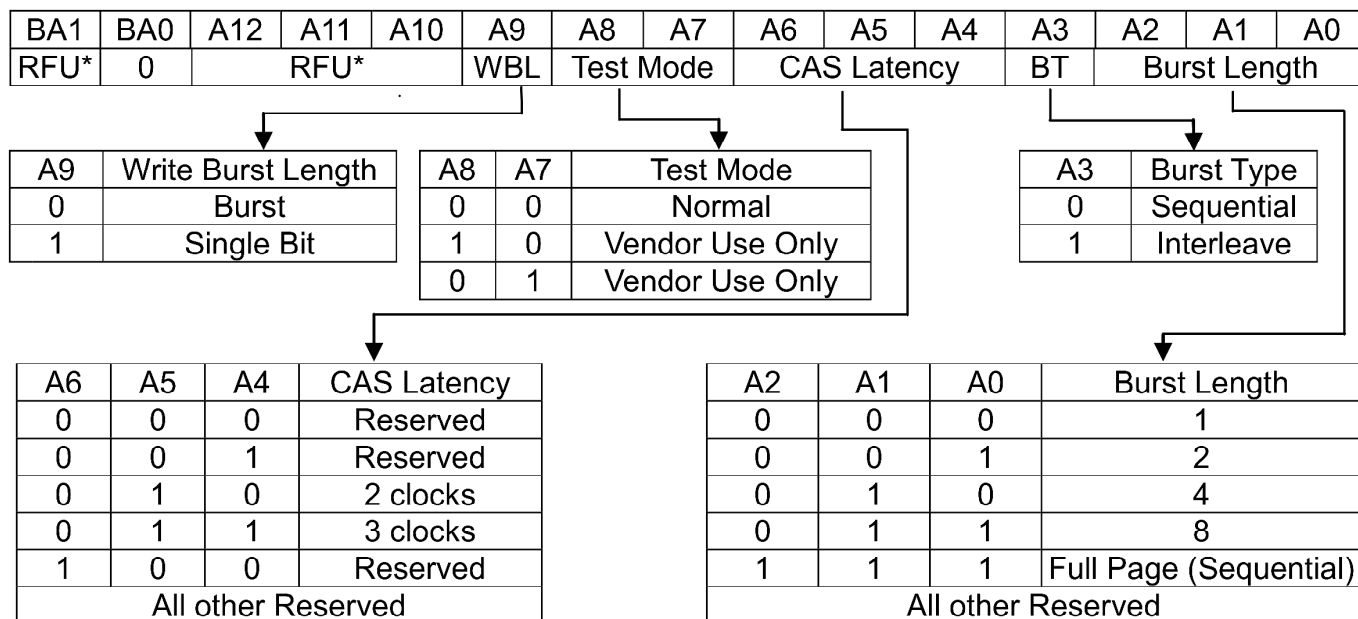 BA1 BA0 A12 A11 A10 A9 A8 A7 A6 A5 A4 A3 A2 A1 A0
RFU* 0 RFU* WBL Test Mode CAS Latency BT Burst Length
A9 Write Burst Length
0 Burst
1 Single Bit
A8 A7 Test Mode
0 0 Normal
1 0 Vendor Use Only
0 1 Vendor Use Only
A3 Burst Type
0 Sequential
1 Interleave
A6 A5 A4 CAS Latency
0 0 0 Reserved
0 0 1 Reserved
0 1 0 2 clocks
0 1 1 3 clocks
1 0 0 Reserved
All other Reserved
A2 A1 A0 Burst Length
0 0 0 1
0 0 1 2
0 1 0 4
0 1 1 8
1 1 1 Full Page (Sequential)
All other Reserved